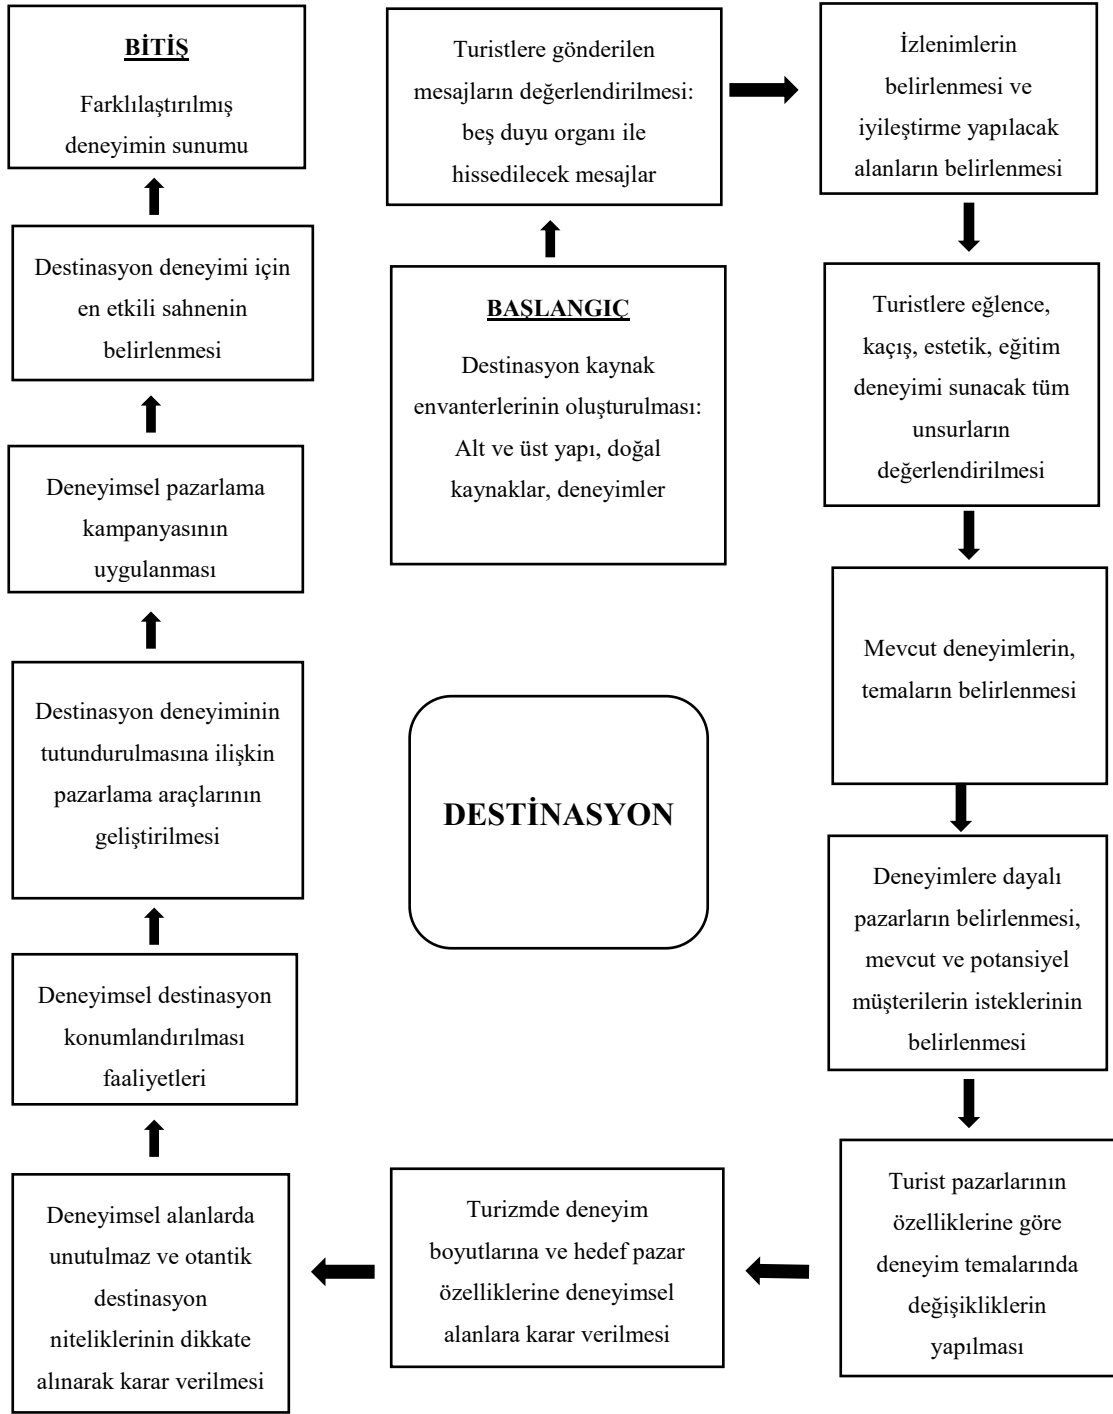 BİTİŞ
Farklılaştırılmış
deneyimin sunumu
Turistlere gönderilen
mesajların değerlendirilmesi:
beş duyu organı ile
hissedilecek mesajlar
İzlenimlerin
belirlenmesi ve
iyileştirme yapılacak
alanların belirlenmesi
Destinasyon deneyimi için
en etkili sahnenin
belirlenmesi
BAŞLANGIÇ
Destinasyon kaynak
envanterlerinin oluşturulması:
Alt ve üst yapı, doğal
kaynaklar, deneyimler
Turistlere eğlence,
kaçış, estetik, eğitim
deneyimi sunacak tüm
unsurların
değerlendirilmesi
Deneyimsel pazarlama
kampanyasının
uygulanması
Mevcut deneyimlerin,
temaların belirlenmesi
Destinasyon deneyiminin
tutundurulmasına ilişkin
pazarlama araçlarının
geliştirilmesi
DESTİNASYON
Deneyimlere dayalı
pazarların belirlenmesi,
mevcut ve potansiyel
müşterilerin isteklerinin
belirlenmesi
Deneyimsel destinasyon
konumlandırılması
faaliyetleri
Deneyimsel alanlarda
unutulmaz ve otantik
destinasyon
niteliklerinin dikkate
alınarak karar verilmesi
Turizmde deneyim
boyutlarına ve hedef pazar
özelliklerine deneyimsel
alanlara karar verilmesi
Turist pazarlarının
özelliklerine göre
deneyim temalarında
değişikliklerin
yapılması